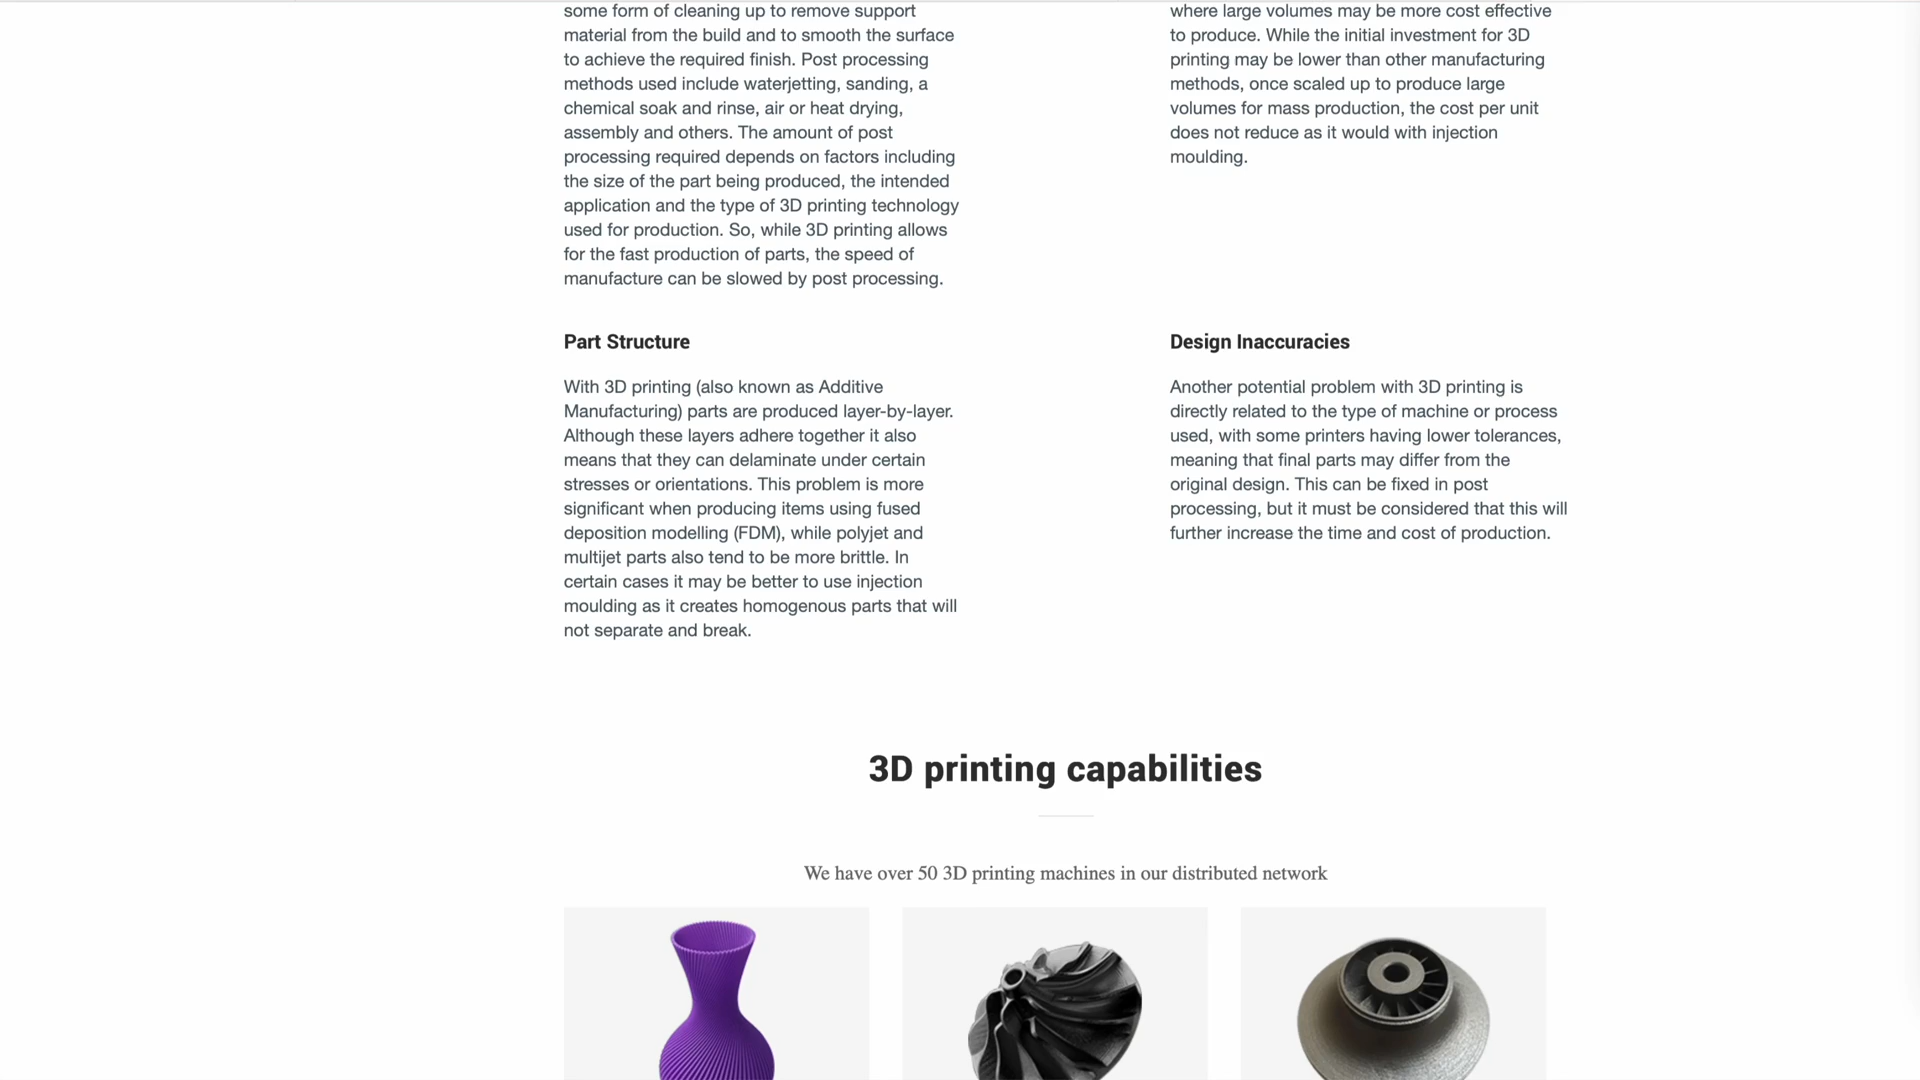 some form of cleaning up to remove support
material from the build and to smooth the surface
to achieve the required finish. Post processing
methods used include waterjetting, sanding, a
chemical soak and rinse, air or heat drying,
assembly and others. The amount of post
processing required depends on factors including
the size of the part being produced, the intended
application and the type of 3D printing technology
used for production. So, while 3D printing allows
for the fast production of parts, the speed of
manufacture can be slowed by post processing.
where large volumes may be more cost effective
to produce. While the initial investment for 3D
printing may be lower than other manufacturing
methods, once scaled up to produce large
volumes for mass production, the cost per unit
does not reduce as it would with injection
moulding.
Part Structure
With 3D printing (also known as Additive
Manufacturing) parts are produced layer-by-layer.
Although these layers adhere together it also
means that they can delaminate under certain
stresses or orientations. This problem is more
significant when producing items using fused
deposition modelling (FDM), while polyjet and
multijet parts also tend to be more brittle. In
certain cases it may be better to use injection
moulding as it creates homogenous parts that will
not separate and break.
Design Inaccuracies
Another potential problem with 3D printing is
directly related to the type of machine or process
used, with some printers having lower tolerances,
meaning that final parts may differ from the
original design. This can be fixed in post
processing, but it must be considered that this will
further increase the time and cost of production.
3D printing capabilities
We have over 50 3D printing machines in our distributed network